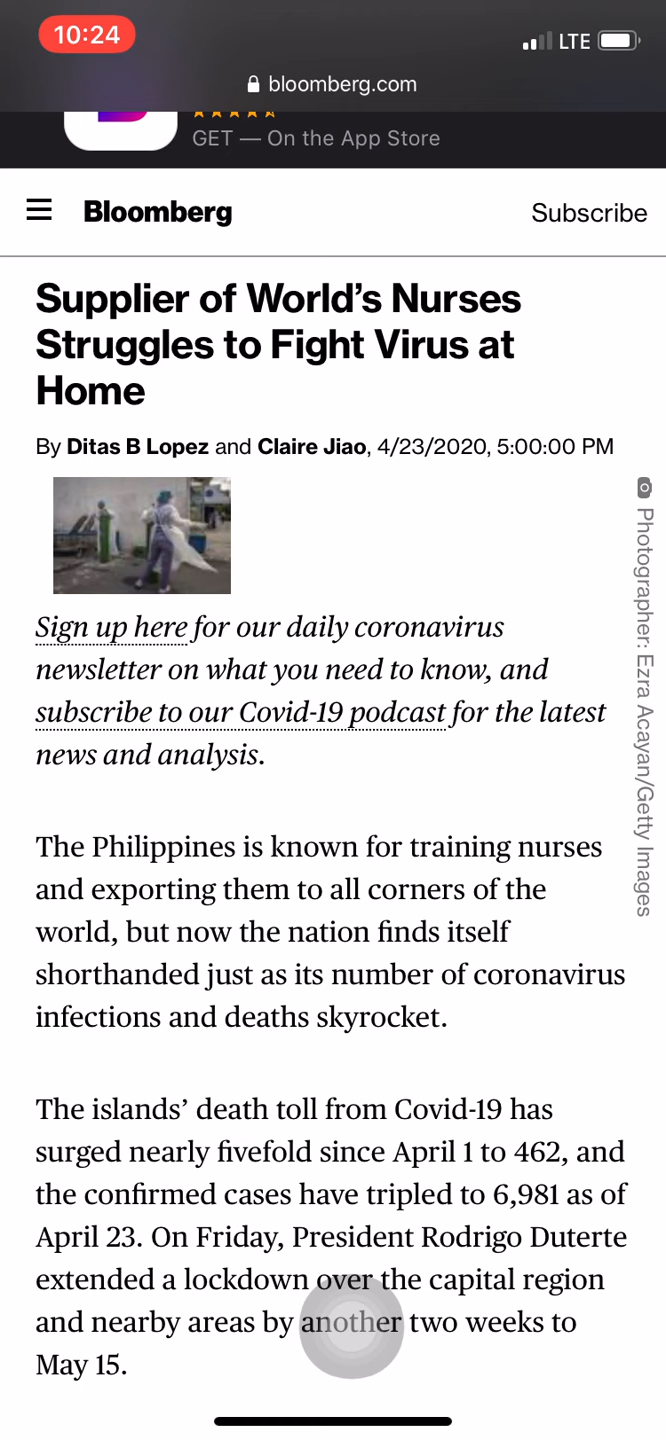 10:24
LTE
bloomberg.com
GET — On the App Store
Bloomberg
Subscribe
Supplier of World’s Nurses
Struggles to Fight Virus at
Home
By Ditas B Lopez and Claire Jiao, 4/23/2020, 5:00:00 PM
Photographer: Ezra Acayan/Getty Images
Sign up here for our daily coronavirus
newsletter on what you need to know, and
subscribe to our Covid-19 podcast for the latest
news and analysis.
The Philippines is known for training nurses
and exporting them to all corners of the
world, but now the nation finds itself
shorthanded just as its number of coronavirus
infections and deaths skyrocket.
The islands’ death toll from Covid-19 has
surged nearly fivefold since April 1 to 462, and
the confirmed cases have tripled to 6,981 as of
April 23. On Friday, President Rodrigo Duterte
extended a lockdown over the capital region
and nearby areas by another two weeks to
May 15.